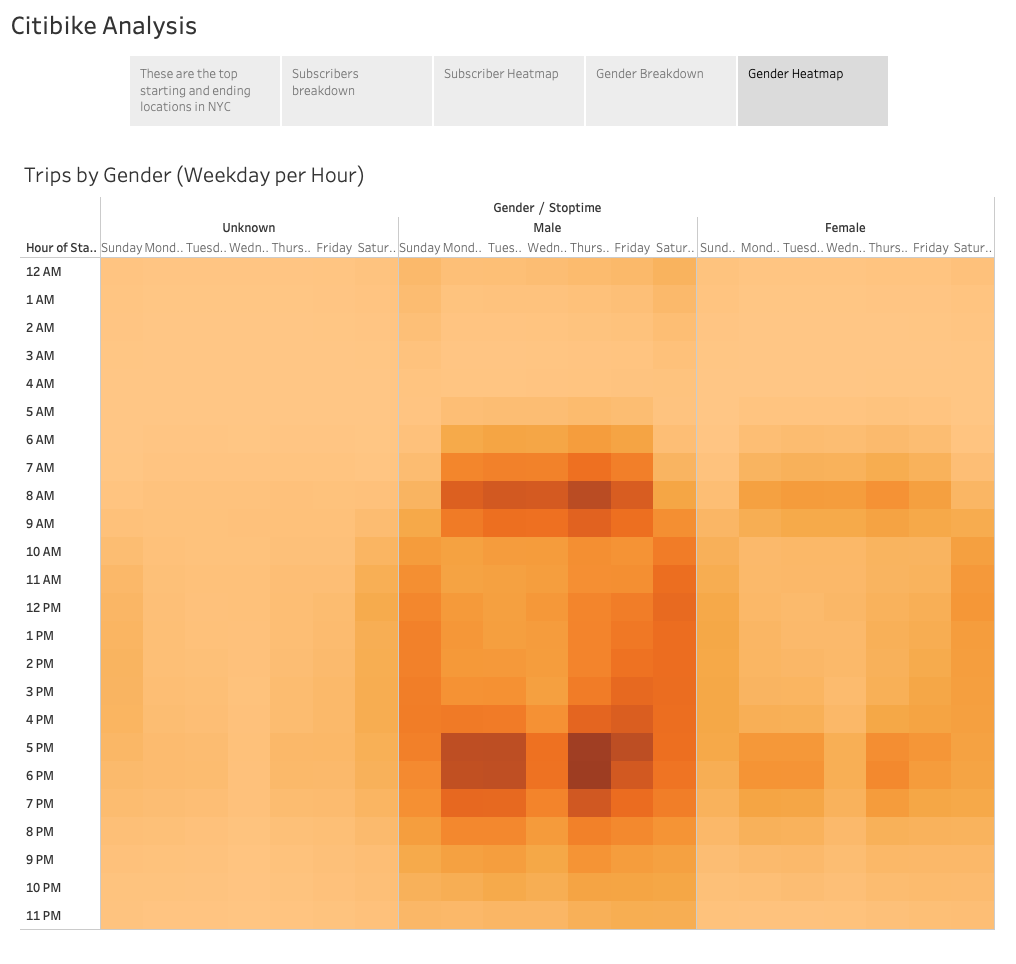 Citibike Analysis
These are the top
starting and ending
locations in NYC
Subscribers
breakdown
Subscriber Heatmap
Gender Breakdown
Gender Heatmap
Trips by Gender (Weekday per Hour)
Gender / Stoptime
Unknown Male Female
Hour of Sta.. Sunday Mond.. Tuesd.. Wedn.. Thurs.. Friday Satur.. Sunday Mond.. Tues.. Wedn.. Thurs.. Friday Satur.. Sund.. Mond.. Tuesd.. Wedn.. Thurs.. Friday Satur..
12 AM
1 AM
2 AM
3 AM
4 AM
5 AM
6 AM
7 AM
8 AM
9 AM
10 AM
11 AM
12 PM
1 PM
2 PM
3 PM
4 PM
5 PM
6 PM
7 PM
8 PM
9 PM
10 PM
11 PM